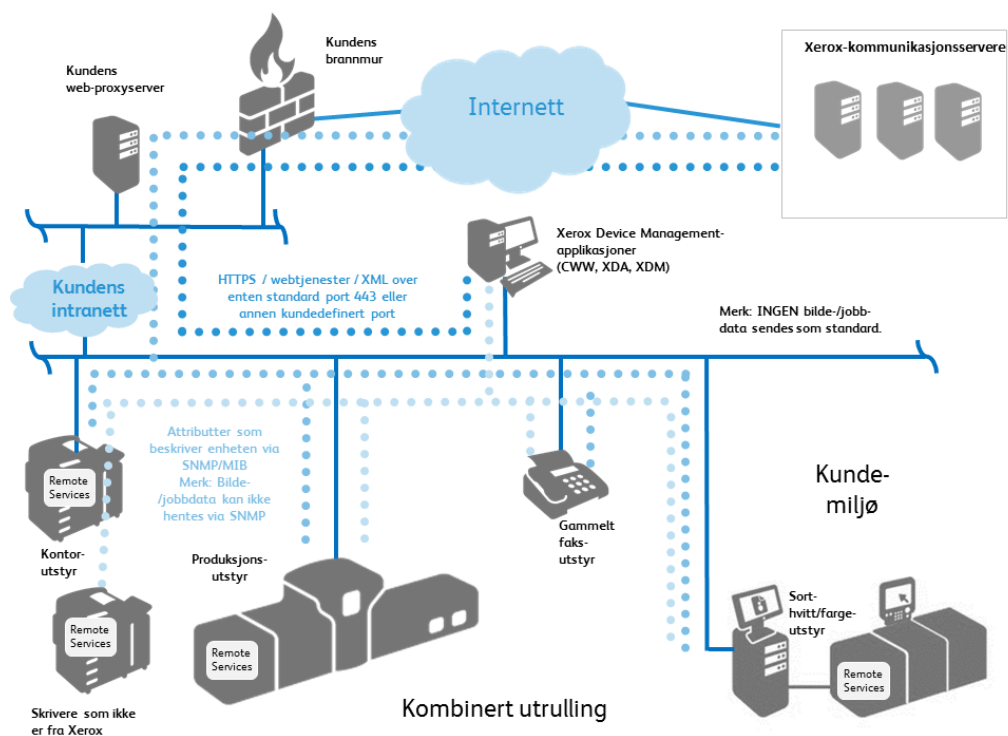 Kundens
brannmur
Kundens
web-proxyserver
Internett
Xerox-kommunikasjonsservere
Xerox Device Management-
applikasjoner
(CWW, XDA, XDM)
Kundens
intranett
HTTPS / webtjenester / XML over
enten standard port 443 eller
annen kundedefinert port
Merk: INGEN bilde-/jobb-
data sendes som standard.
Attributter som
beskriver enheten via
SNMP/MIB
Merk: Bilde-
/jobbdata kan ikke
hentes via SNMP
Remote
Services
Kontor-
utstyr
Produksjons-
utstyr
Gammelt
faks-
utstyr
Kunde-
miljø
Remote
Services
Remote
Services
Sort-
hvitt/farge-
utstyr
Remote
Services
Skrivere som ikke
er fra Xerox
Kombinert utrulling